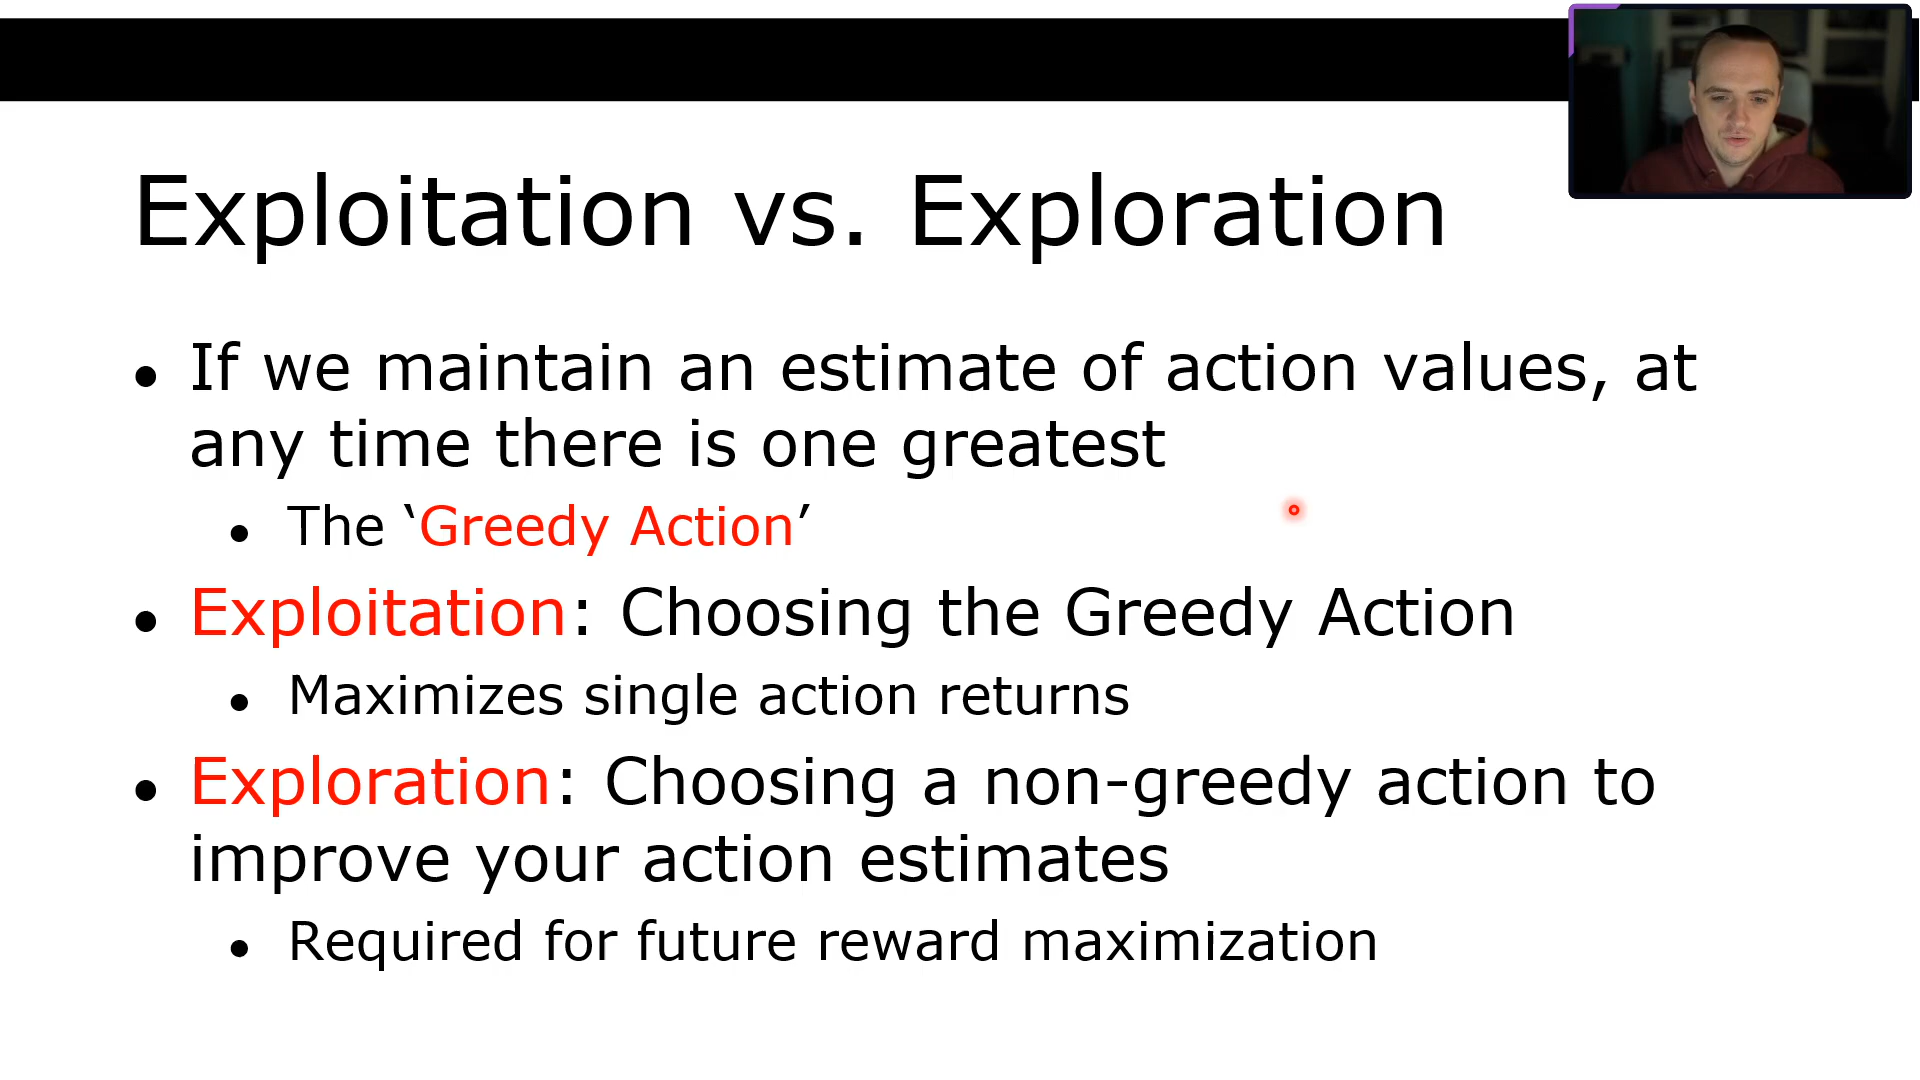 Exploitation vs. Exploration
• If we maintain an estimate of action values, at
any time there is one greatest
• The ‘Greedy Action’
• Exploitation: Choosing the Greedy Action
• Maximizes single action returns
• Exploration: Choosing a non-greedy action to
improve your action estimates
• Required for future reward maximization